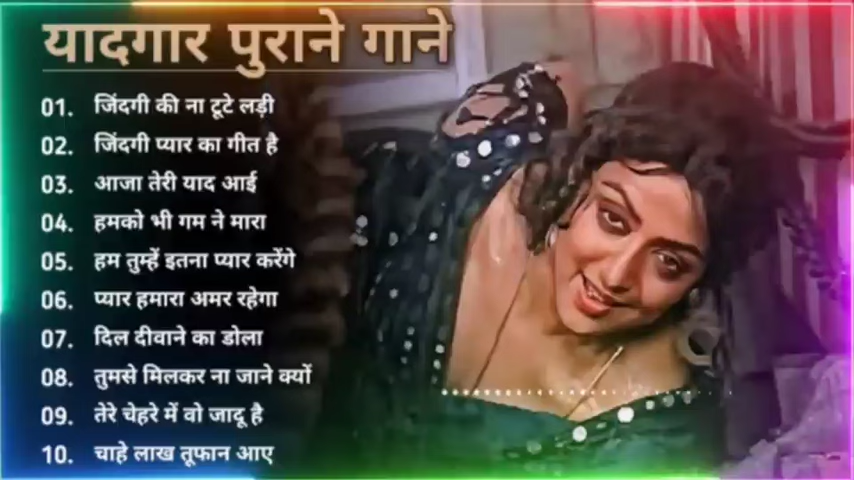 यादगार पुराने गाने
01. जिंदगी की ना टूटे लड़ी
02. जिंदगी प्यार का गीत है
03. आजा तेरी याद आई
04. हमको भी गम ने मारा
05. हम तुम्हें इतना प्यार करेंगे
06. प्यार हमारा अमर रहेगा
07. दिल दीवाने का डोला
08. तुमसे मिलकर ना जाने क्यों
09. तेरे चेहरे में वो जादू है
10. चाहे लाख तूफान आए